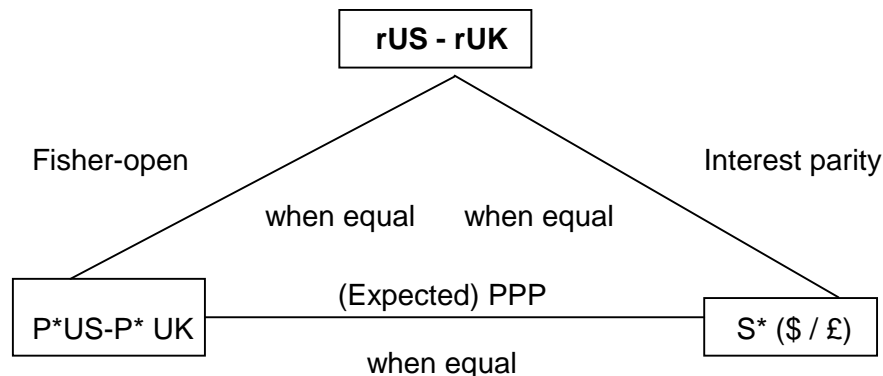 rUS - rUK
Fisher-open
Interest parity
when equal
when equal
(Expected) PPP
P*US-P* UK
S* ($ / £)
when equal